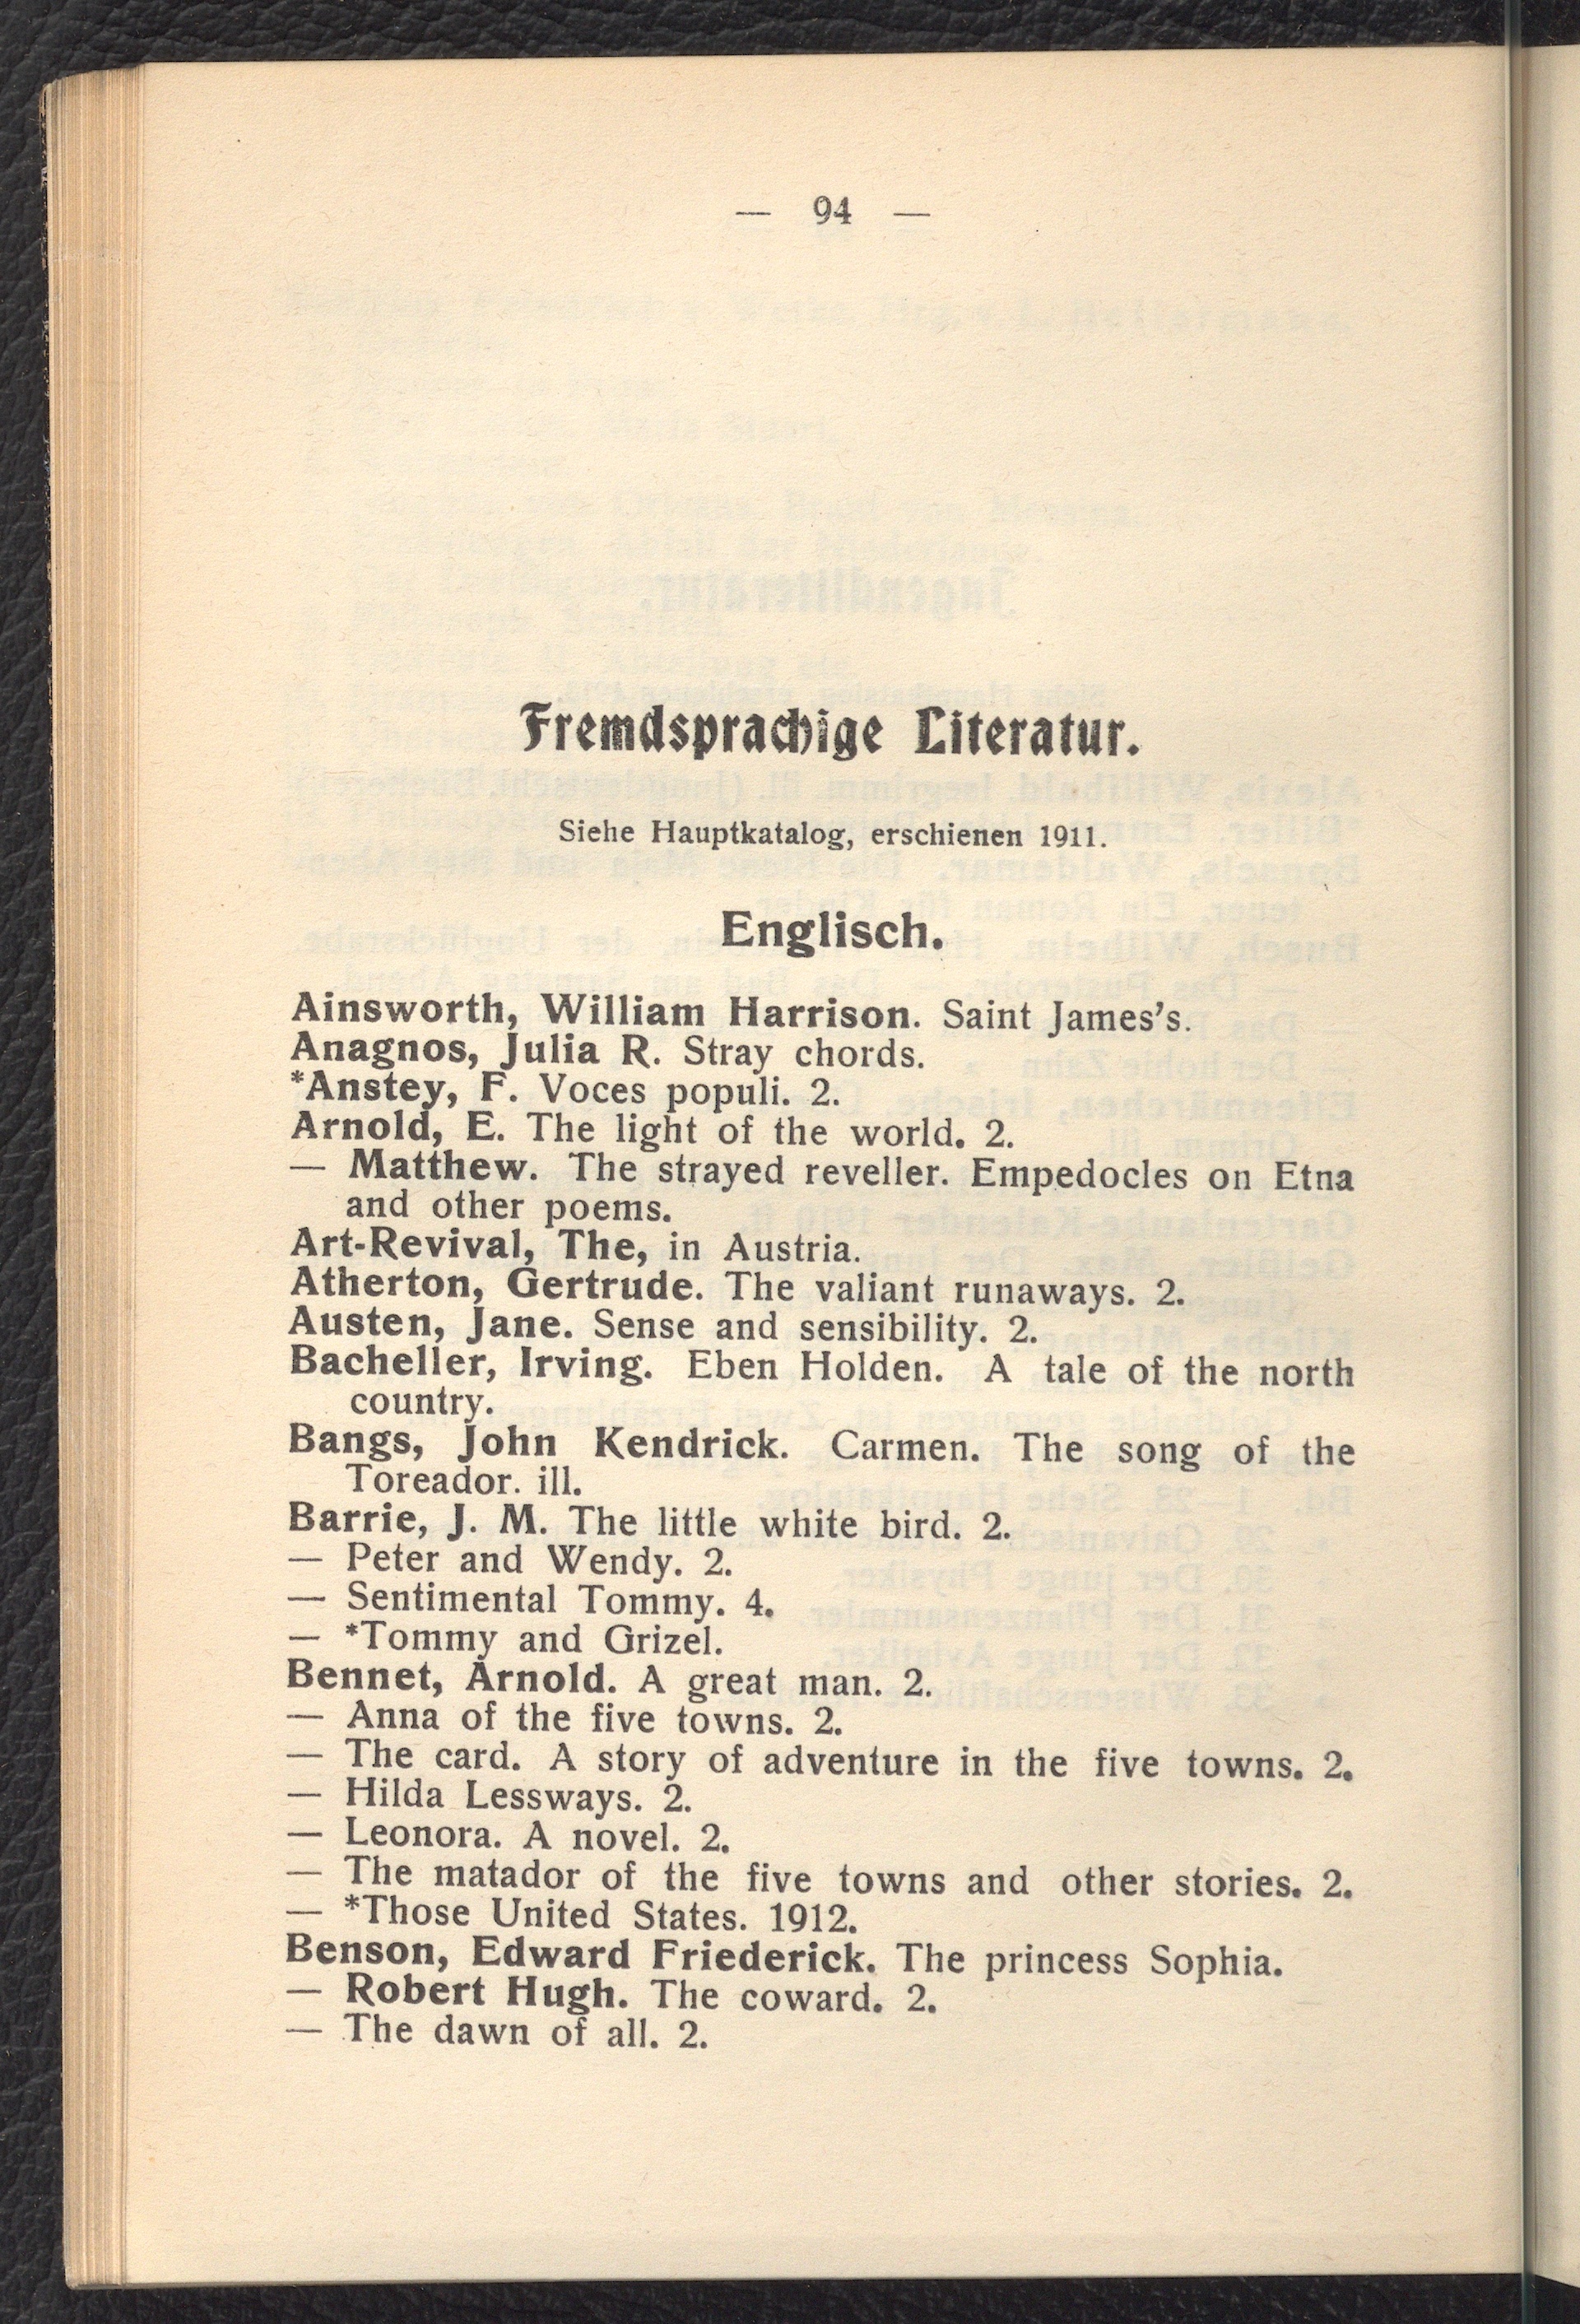 — 94 —
Fremdsprachige Literatur.
Siehe Hauptkatalog, erschienen 1911.
Englisch.
Ainsworth, William Harrison. Saint James's.
Anagnos, Julia R. Stray chords.
*Anstey, F. Voces populi. 2.
Arnold, E. The light of the world. 2.
— Matthew. The strayed reveller. Empedocles on Etna
and other poems.
Art-Revival, The, in Austria.
Atherton, Gertrude. The valiant runaways. 2.
Austen, Jane. Sense and sensibility. 2.
Bacheller, Irving. Eben Holden. A tale of the north
country.
Bangs, John Kendrick. Carmen. The song of the
Toreador. ill.
Barrie, J. M. The little white bird. 2.
— Peter and Wendy. 2.
— Sentimental Tommy. 4.
— *Tommy and Grizel.
Bennet, Arnold. A great man. 2.
— Anna of the five towns. 2.
— The card. A story of adventure in the five towns. 2.
— Hilda Lessways. 2.
— Leonora. A novel. 2.
— The matador of the five towns and other stories. 2.
— *Those United States. 1912.
Benson, Edward Friederick. The princess Sophia.
— Robert Hugh. The coward. 2.
— The dawn of all. 2.